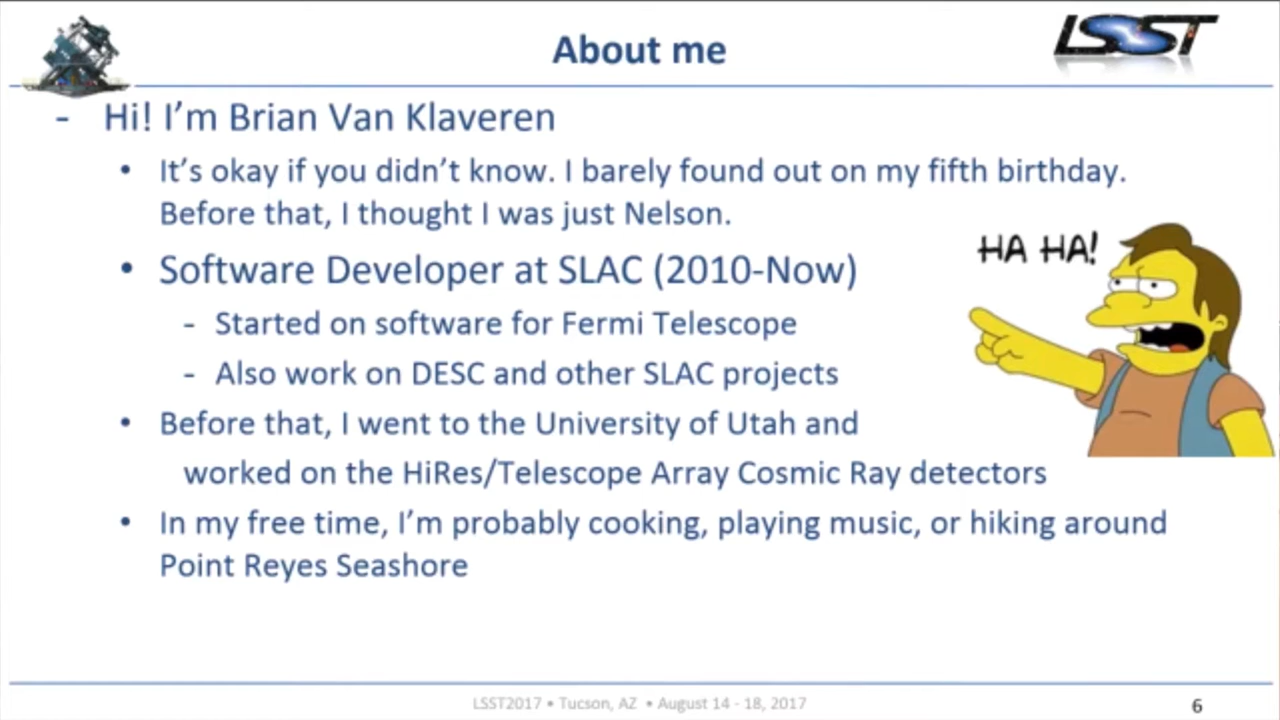 About me
LSST
- Hi! I'm Brian Van Klaveren
• It's okay if you didn't know. I barely found out on my fifth birthday.
Before that, I thought I was just Nelson.
HA HA!
• Software Developer at SLAC (2010-Now)
- Started on software for Fermi Telescope
- Also work on DESC and other SLAC projects
• Before that, I went to the University of Utah and
worked on the HiRes/Telescope Array Cosmic Ray detectors
• In my free time, I'm probably cooking, playing music, or hiking around
Point Reyes Seashore
LSST2017 • Tucson, AZ • August 14 - 18, 2017
6